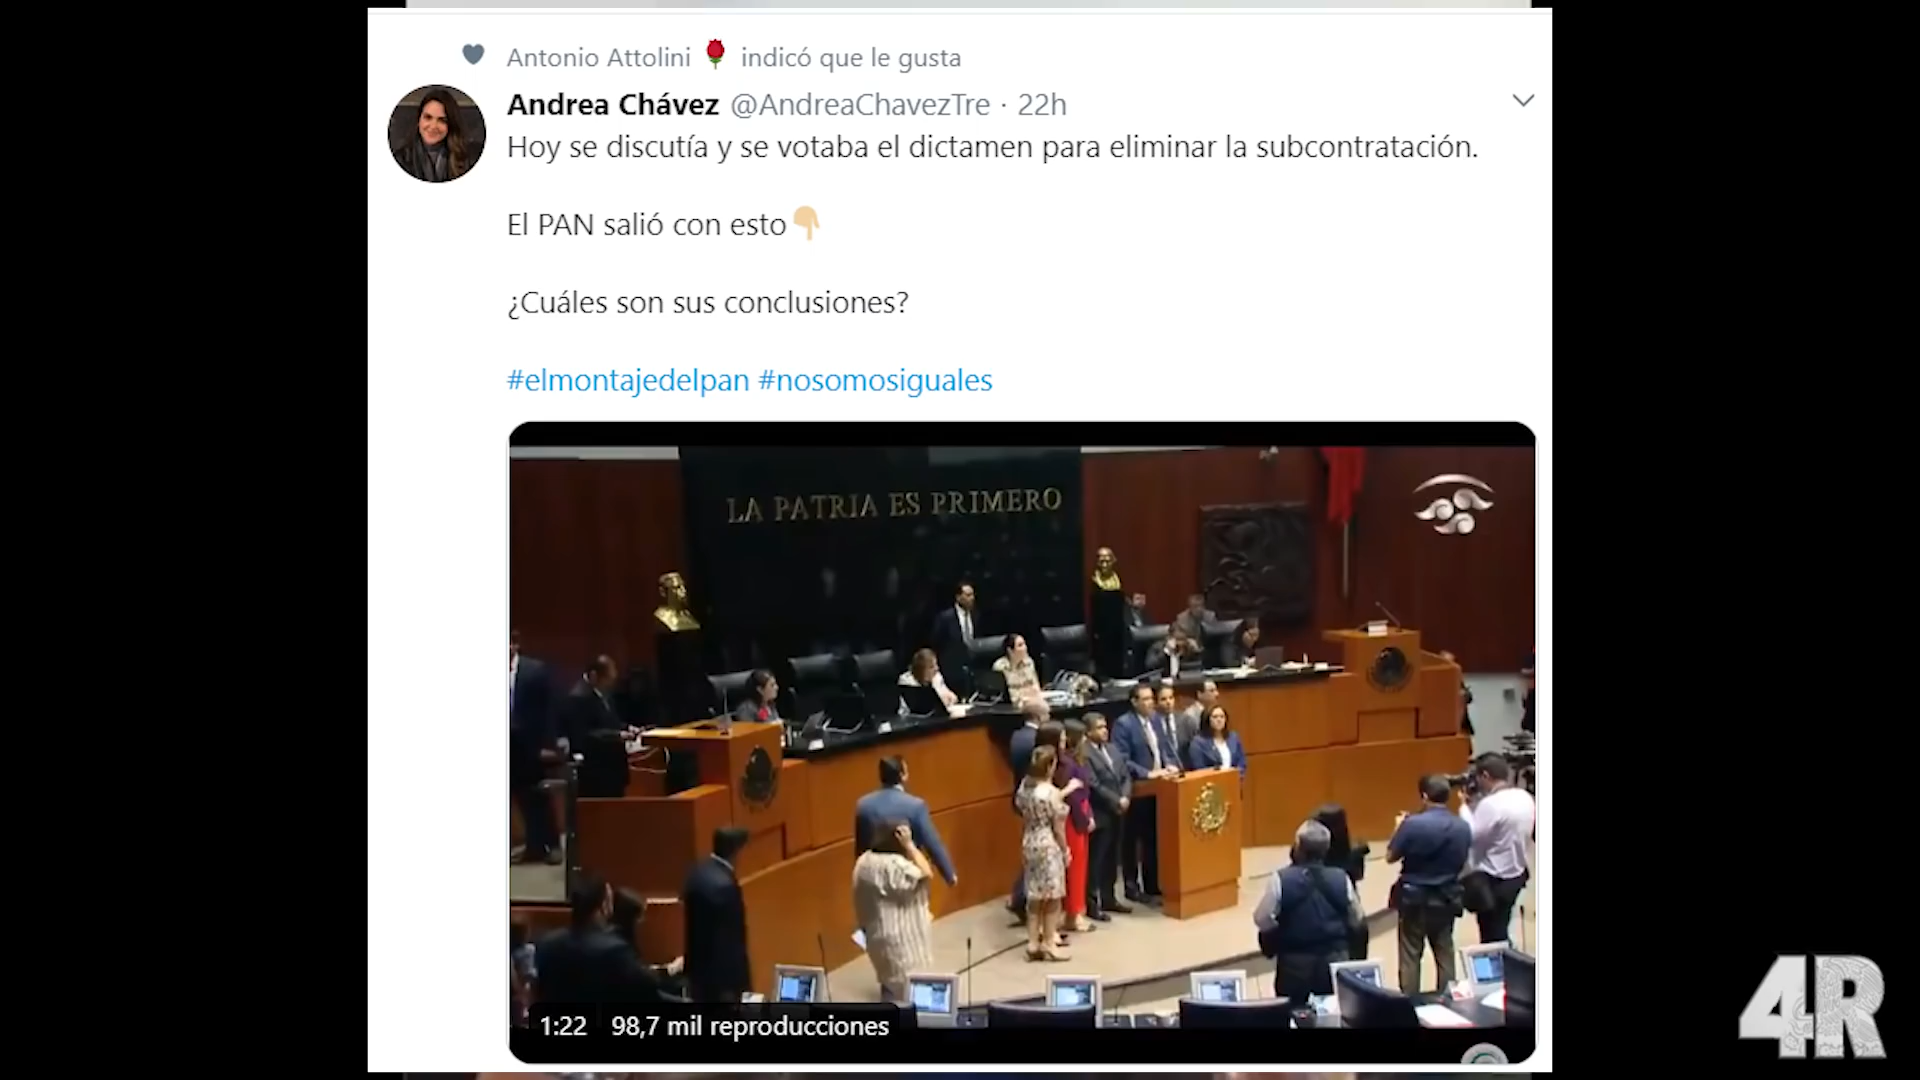 Antonio Attolini 🌹 indicó que le gusta
Andrea Chávez @AndreaChavezTre · 22h
Hoy se discutía y se votaba el dictamen para eliminar la subcontratación.
El PAN salió con esto👇🏼
¿Cuáles son sus conclusiones?
#elmontajedelpan #nosomosiguales
LA PATRIA ES PRIMERO
1:22 98,7 mil reproducciones
4R